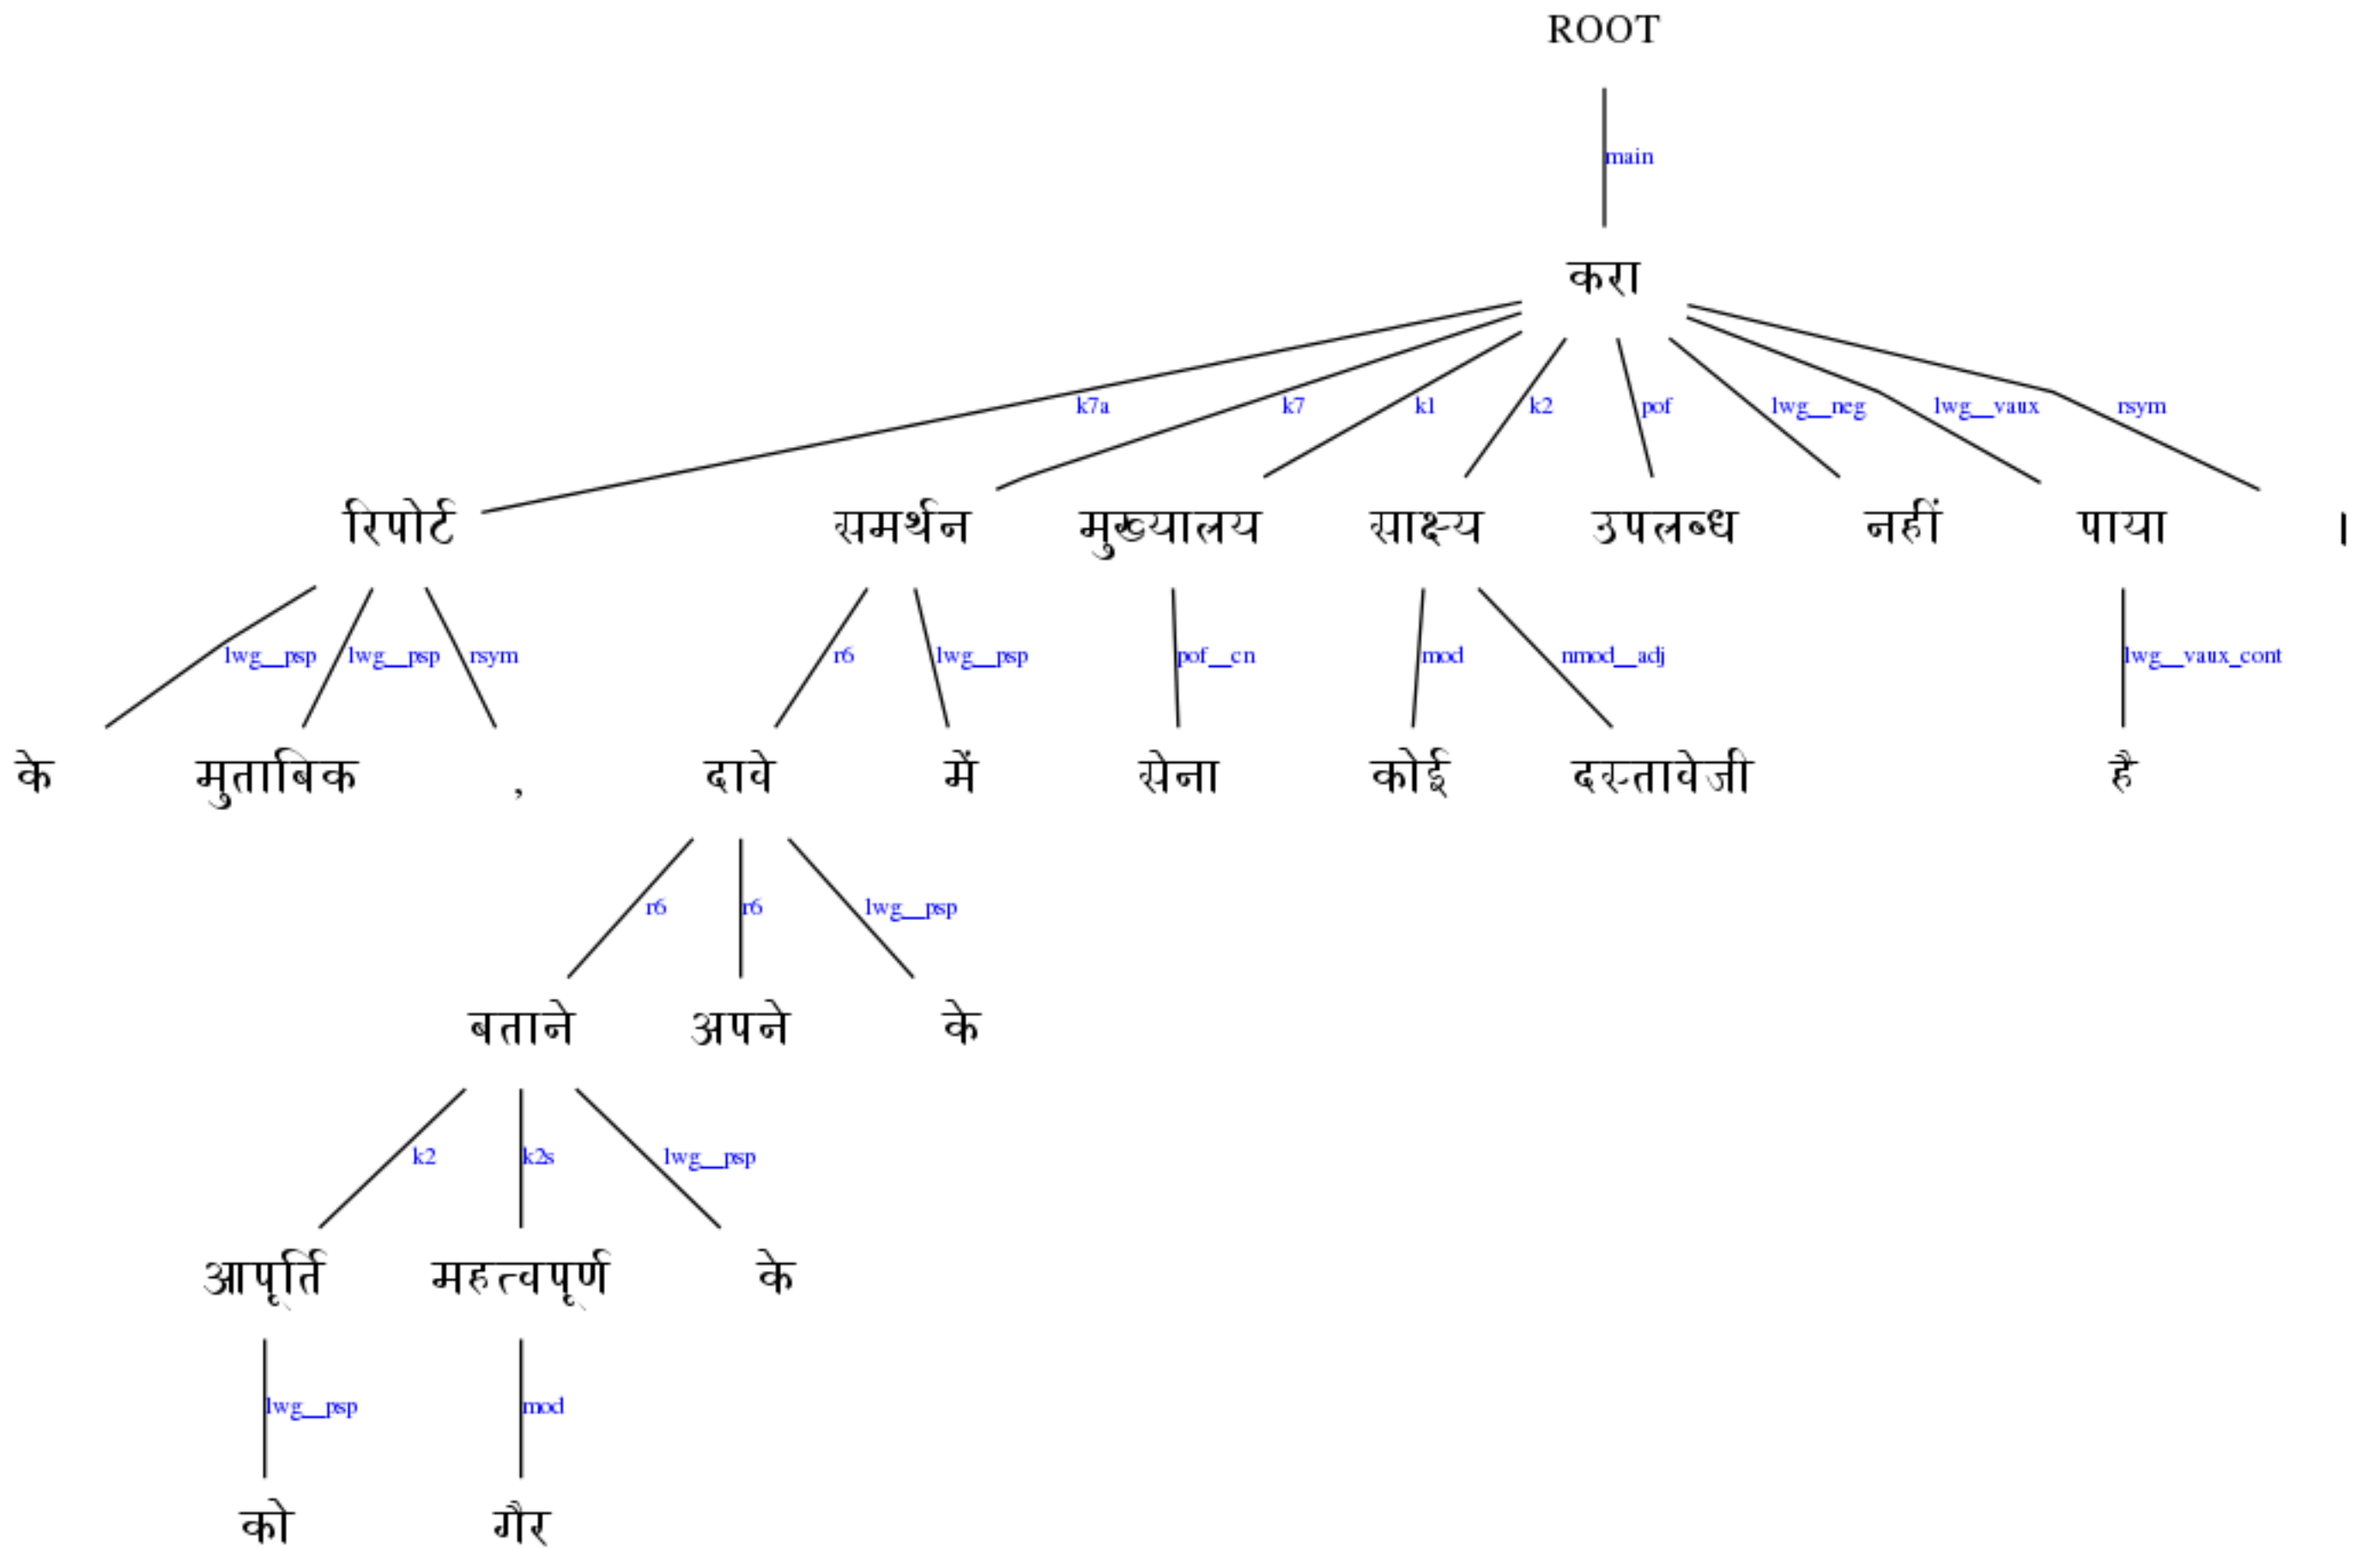 ROOT
main
करा
k7a k7 k1 k2 pof lwg__neg lwg__vaux rsym
रिपोर्ट समर्थन मुख्यालय साक्ष्य उपलब्ध नहीं पाया ।
lwg__psp lwg__psp rsym r6 lwg__psp pof__cn mod nmod__adj lwg__vaux_cont
के मुताबिक , दावे में सेना कोई दस्तावेजी है
r6 r6 lwg__psp
बताने अपने के
k2 k2s lwg__psp
आपूर्ति महत्वपूर्ण के
lwg__psp mod
को गैर